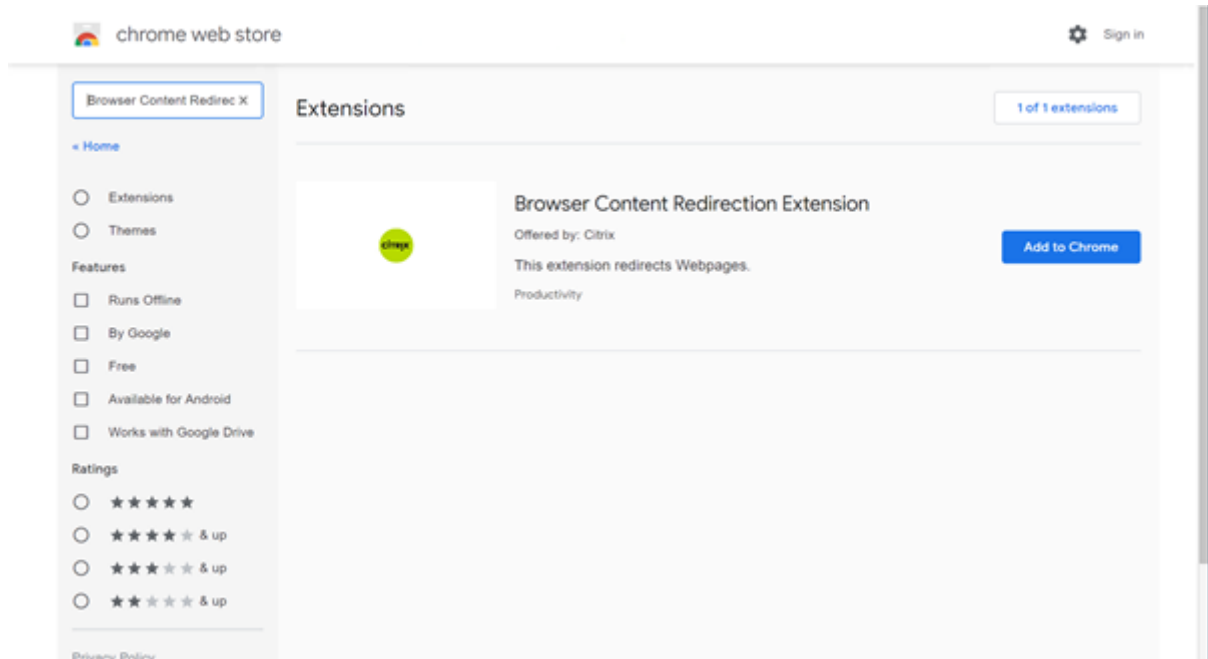 chrome web store
Sign in
Browser Content Redirec
« Home
Extensions
Themes
Features
Runs Offline
By Google
Free
Available for Android
Works with Google Drive
Ratings
& up
& up
& up
Privacy Policy
Extensions
1 of 1 extensions
citrix
Browser Content Redirection Extension
Offered by: Citrix
This extension redirects Webpages.
Productivity
Add to Chrome